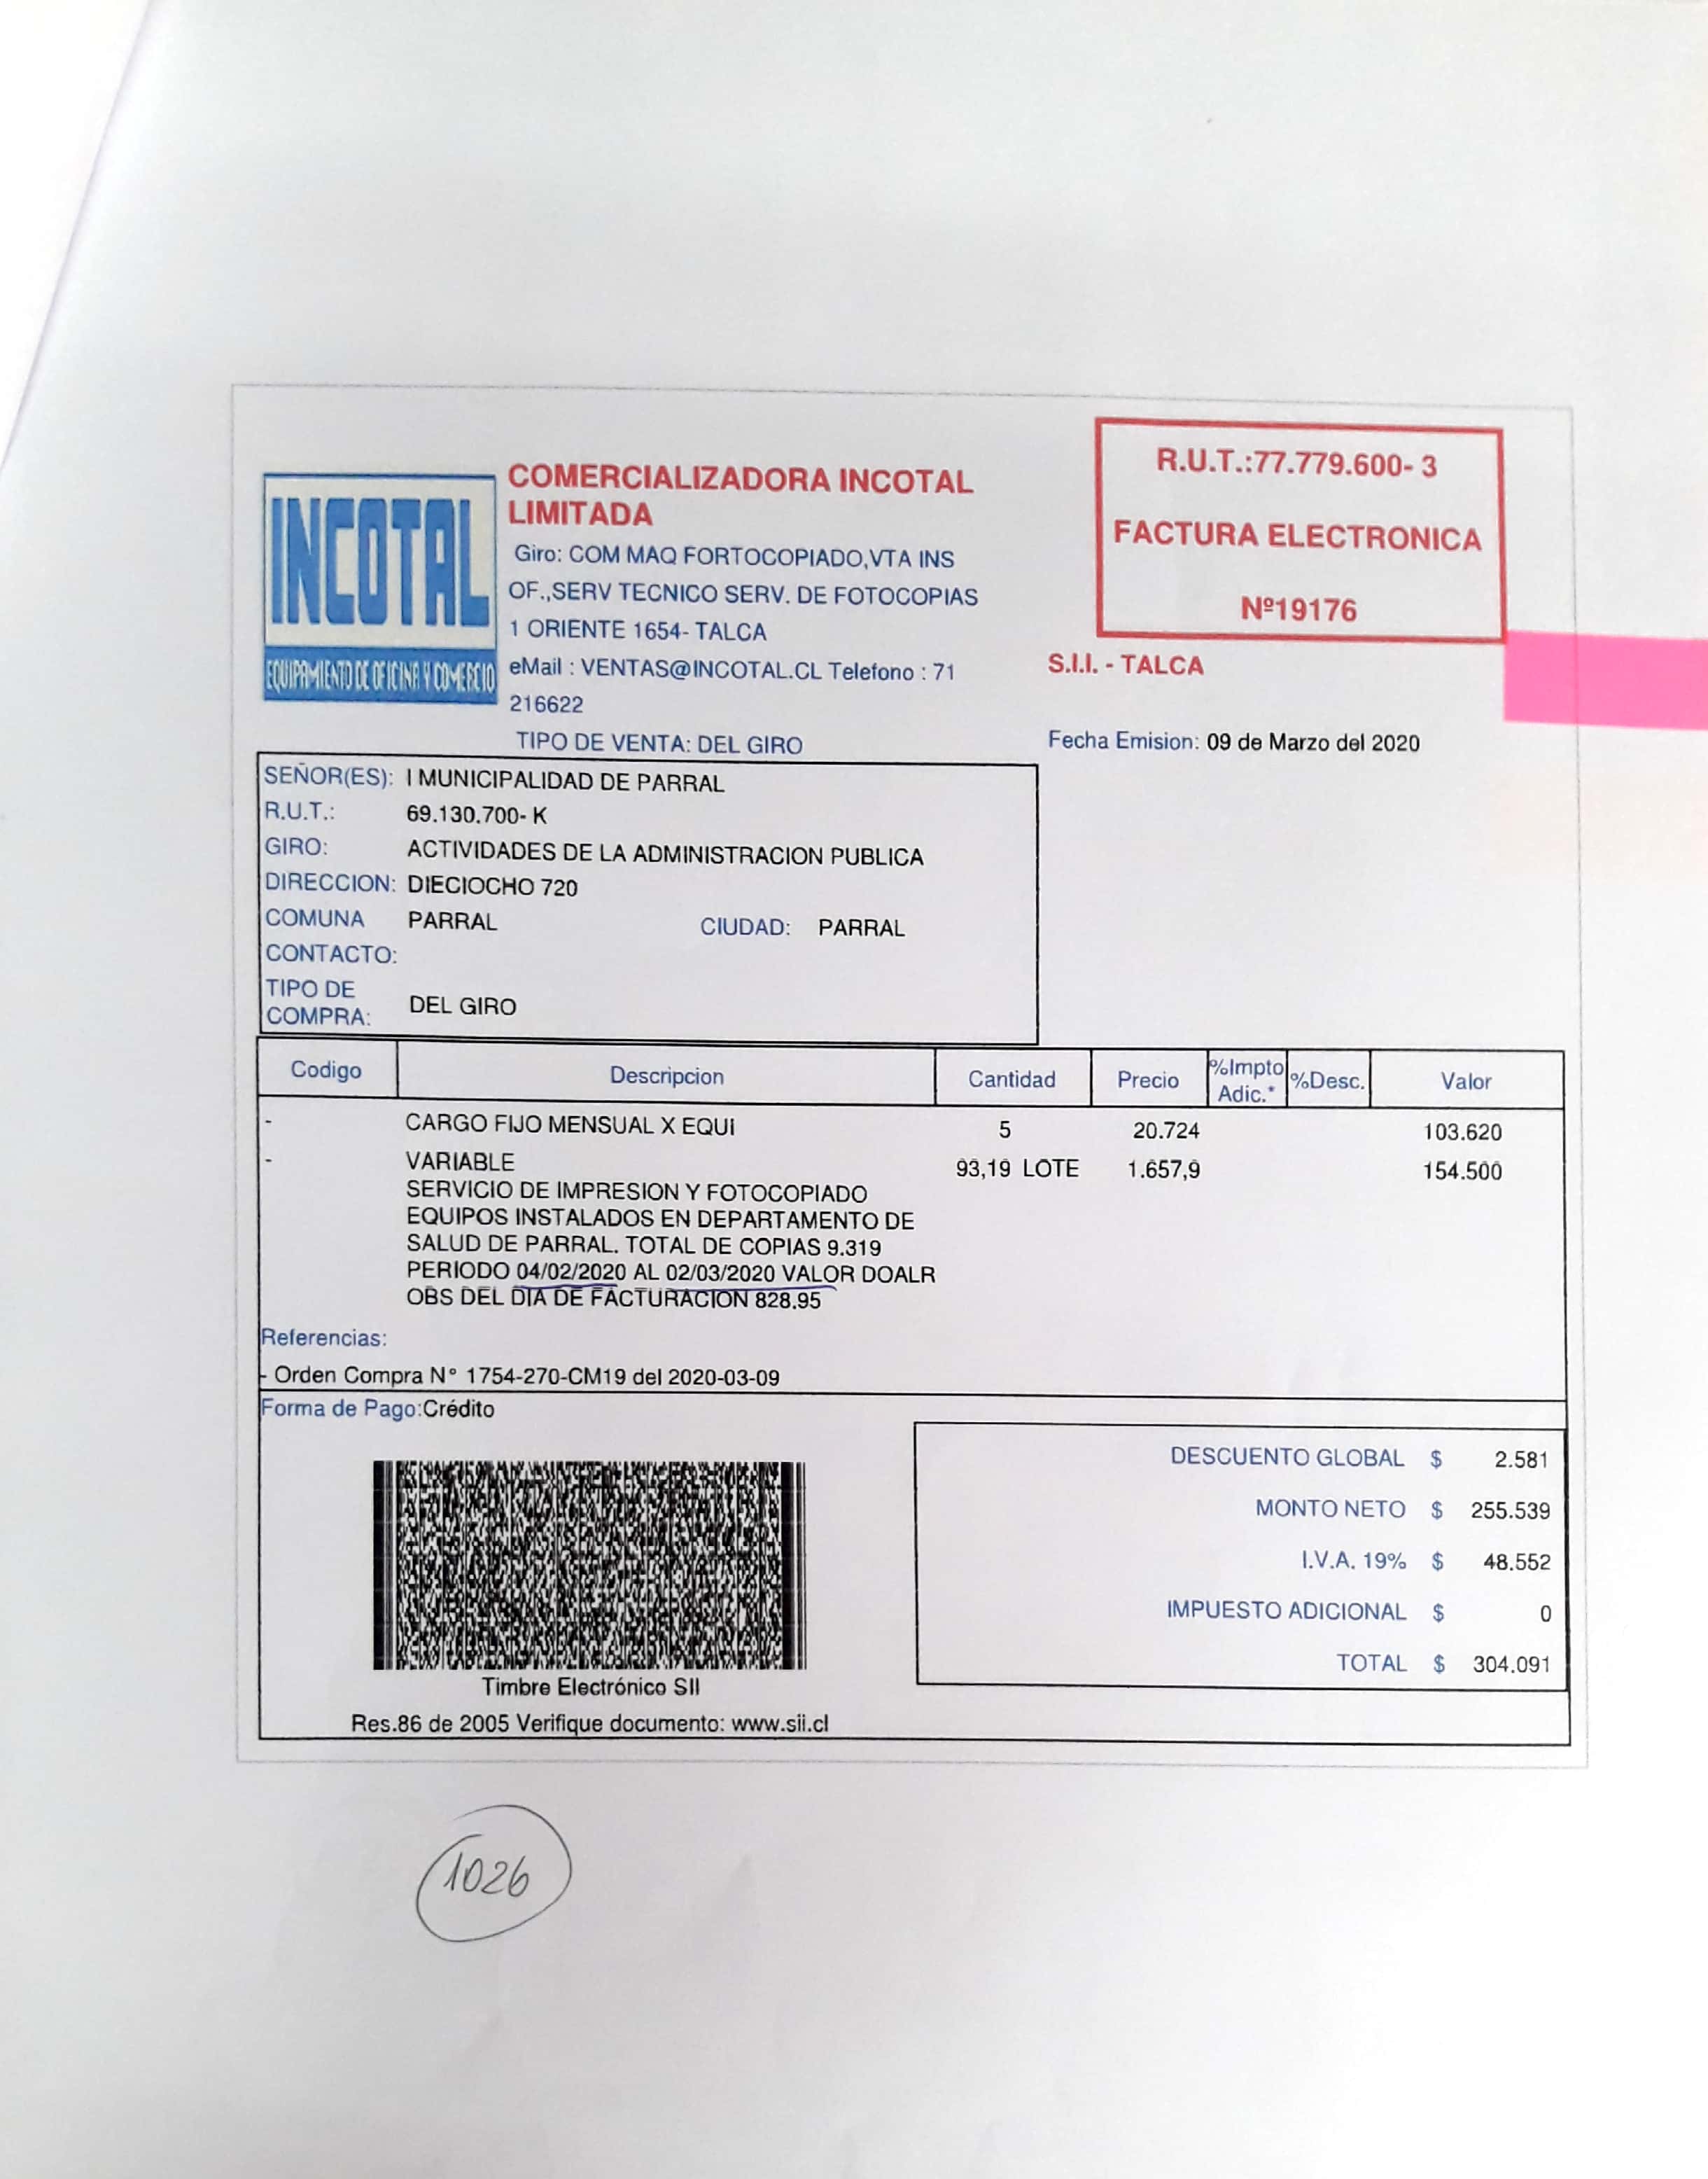 INCOTAL
EQUIPAMIENTO DE OFICINA Y COMERCIO
COMERCIALIZADORA INCOTAL
LIMITADA
Giro: COM MAQ FORTOCOPIADO,VTA INS
OF.,SERV TECNICO SERV. DE FOTOCOPIAS
1 ORIENTE 1654- TALCA
eMail : VENTAS@INCOTAL.CL Telefono : 71
216622
TIPO DE VENTA: DEL GIRO
R.U.T.:77.779.600- 3
FACTURA ELECTRONICA
Nº19176
S.I.I. - TALCA
Fecha Emision: 09 de Marzo del 2020
SEÑOR(ES): I MUNICIPALIDAD DE PARRAL
R.U.T.: 69.130.700- K
GIRO: ACTIVIDADES DE LA ADMINISTRACION PUBLICA
DIRECCION: DIECIOCHO 720
COMUNA PARRAL CIUDAD: PARRAL
CONTACTO:
TIPO DE
COMPRA: DEL GIRO
Codigo Descripcion Cantidad Precio %Impto Adic.* %Desc. Valor
- CARGO FIJO MENSUAL X EQUI 5 20.724 103.620
- VARIABLE 93,19 LOTE 1.657,9 154.500
SERVICIO DE IMPRESION Y FOTOCOPIADO
EQUIPOS INSTALADOS EN DEPARTAMENTO DE
SALUD DE PARRAL. TOTAL DE COPIAS 9.319
PERIODO 04/02/2020 AL 02/03/2020 VALOR DOALR
OBS DEL DIA DE FACTURACION 828.95
Referencias:
- Orden Compra N° 1754-270-CM19 del 2020-03-09
Forma de Pago:Crédito
DESCUENTO GLOBAL $ 2.581
MONTO NETO $ 255.539
I.V.A. 19% $ 48.552
IMPUESTO ADICIONAL $ 0
TOTAL $ 304.091
Timbre Electrónico SII
Res.86 de 2005 Verifique documento: www.sii.cl
1026